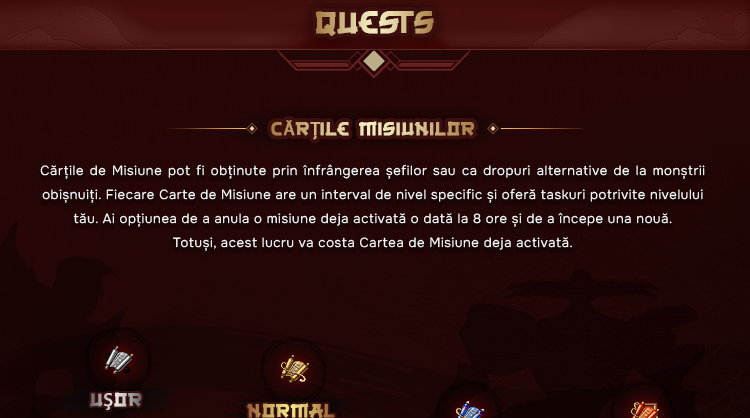 QUESTS
CĂRŢILE MISIUNILOR
Cărțile de Misiune pot fi obținute prin înfrângerea șefilor sau ca dropuri alternative de la monștrii
obișnuiți. Fiecare Carte de Misiune are un interval de nivel specific și oferă taskuri potrivite nivelului
tău. Ai opțiunea de a anula o misiune deja activată o dată la 8 ore și de a începe una nouă.
Totuși, acest lucru va costa Cartea de Misiune deja activată.
UŞOR
NORMAL